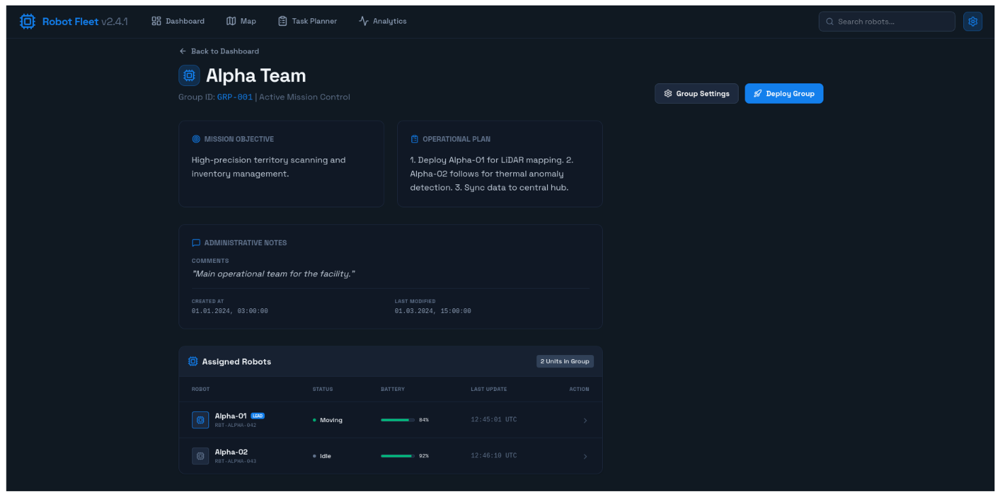 Robot Fleet v2.4.1
Dashboard
Map
Task Planner
Analytics
Search robots...
Back to Dashboard
Alpha Team
Group ID: GRP-001 | Active Mission Control
Group Settings
Deploy Group
MISSION OBJECTIVE
High-precision territory scanning and
inventory management.
OPERATIONAL PLAN
1. Deploy Alpha-01 for LiDAR mapping. 2.
Alpha-02 follows for thermal anomaly
detection. 3. Sync data to central hub.
ADMINISTRATIVE NOTES
COMMENTS
"Main operational team for the facility."
CREATED AT
01.01.2024, 03:00:00
LAST MODIFIED
01.03.2024, 15:00:00
Assigned Robots
2 Units in Group
ROBOT STATUS BATTERY LAST UPDATE ACTION
Alpha-01 LEAD
RBT-ALPHA-042
Moving
84%
12:45:01 UTC
Alpha-02
RBT-ALPHA-043
Idle
92%
12:46:10 UTC